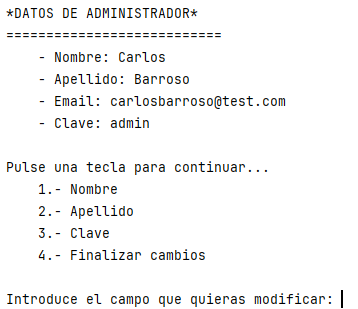 *DATOS DE ADMINISTRADOR*
===========================
- Nombre: Carlos
- Apellido: Barroso
- Email: carlosbarroso@test.com
- Clave: admin
Pulse una tecla para continuar...
1.- Nombre
2.- Apellido
3.- Clave
4.- Finalizar cambios
Introduce el campo que quieras modificar: